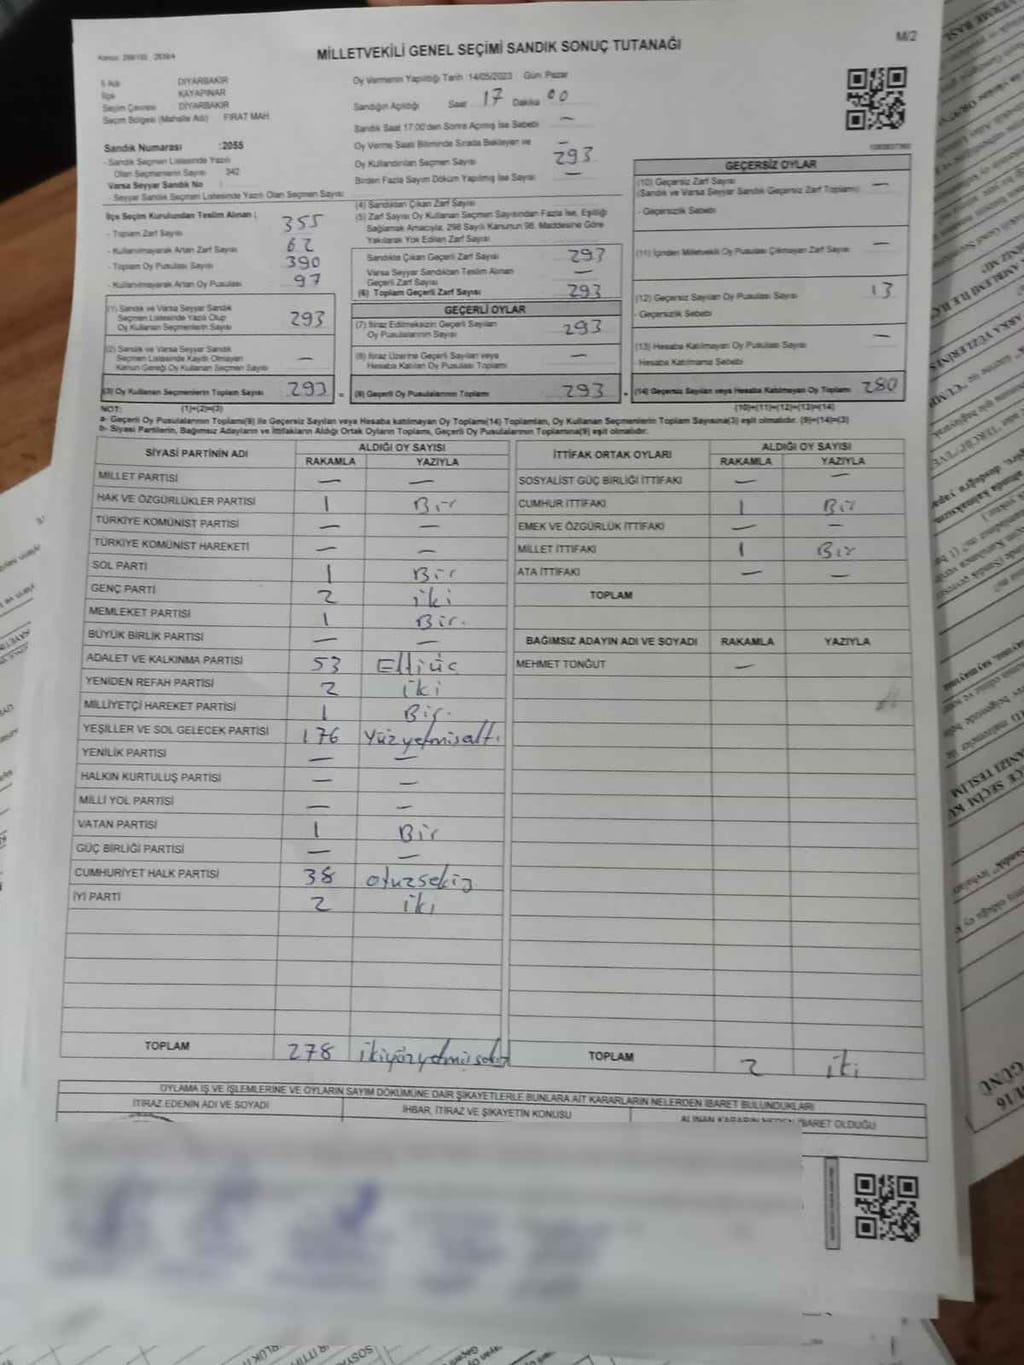 MİLLETVEKİLİ GENEL SEÇİMİ SANDIK SONUÇ TUTANAĞI
M/2
İli Adı DİYARBAKIR
İlçe KAYAPINAR
Seçim Çevresi DİYARBAKIR
Seçim Bölgesi (Mahalle Adı) FIRAT MAH
Sandık Numarası :2055
- Sandık Seçmen Listesinde Yazılı
Olan Seçmenlerin Sayısı 342
Varsa Seyyar Sandık No
- Seyyar Sandık Seçmen Listesinde Yazılı Olan Seçmen Sayısı:
Oy Vermenin Yapıldığı Tarih :14/05/2023 Gün: Pazar
Sandığın Açıldığı Saat 17 Dakika 00
Sandık Saat 17:00'den Sonra Açılmış İse Sebebi —
Oy Verme Saati Bitiminde Sırada Bekleyen ve —
Oy Kullandırılan Seçmen Sayısı 293
Birden Fazla Sayım Döküm Yapılmış İse Sayısı —
İlçe Seçim Kurulundan Teslim Alınan :
- Toplam Zarf Sayısı 355
- Kullanılmayarak Artan Zarf Sayısı 62
- Toplam Oy Pusulası Sayısı 390
- Kullanılmayarak Artan Oy Pusulası 97
(1) Sandık ve Varsa Seyyar Sandık
Seçmen Listesinde Yazılı Olup
Oy Kullanan Seçmenlerin Sayısı 293
(2) Sandık ve Varsa Seyyar Sandık
Seçmen Listesinde Kaydı Olmayan
Kanun Gereği Oy Kullanan Seçmen Sayısı —
(3) Oy Kullanan Seçmenlerin Toplam Sayısı 293 =
(4) Sandıktan Çıkan Zarf Sayısı
(5) Zarf Sayısı Oy Kullanan Seçmen Sayısından Fazla İse, Eşitliği
Sağlamak Amacıyla, 298 Sayılı Kanunun 98. Maddesine Göre
Yakılarak Yok Edilen Zarf Sayısı
Sandıkta Çıkan Geçerli Zarf Sayısı 293
Varsa Seyyar Sandıktan Teslim Alınan
Geçerli Zarf Sayısı —
(6) Toplam Geçerli Zarf Sayısı 293
GEÇERLİ OYLAR
(7) İtiraz Edilmeksizin Geçerli Sayılan
Oy Pusulalarının Sayısı 293
(8) İtiraz Üzerine Geçerli Sayılan veya
Hesaba Katılan Oy Pusulası Toplamı —
(9) Geçerli Oy Pusulalarının Toplamı 293
GEÇERSİZ OYLAR
(10) Geçersiz Zarf Sayısı —
(Sandık ve Varsa Seyyar Sandık Geçersiz Zarf Toplamı)
- Geçersizlik Sebebi
(11) İçinden Milletvekili Oy Pusulası Çıkmayan Zarf Sayısı —
(12) Geçersiz Sayılan Oy Pusulası Sayısı 13
- Geçersizlik Sebebi:
(13) Hesaba Katılmayan Oy Pusulası Sayısı —
- Hesaba Katılmama Sebebi
(14) Geçersiz Sayılan veya Hesaba Katılmayan Oy Toplamı 280
NOT: (1)+(2)=(3) (10)+(11)+(12)+(13)=(14)
a- Geçerli Oy Pusulalarının Toplamı(9) ile Geçersiz Sayılan veya Hesaba katılmayan Oy Toplamı(14) Toplamları, Oy Kullanan Seçmenlerin Toplam Sayısına(3) eşit olmalıdır. (9)+(14)=(3)
b- Siyasi Partilerin, Bağımsız Adayların ve İttifakların Aldığı Ortak Oyların Toplamı, Geçerli Oy Pusulalarının Toplamına(9) eşit olmalıdır.
SİYASİ PARTİNİN ADI ALDIĞI OY SAYISI
RAKAMLA YAZIYLA
MİLLET PARTİSİ — —
HAK VE ÖZGÜRLÜKLER PARTİSİ 1 Bir
TÜRKİYE KOMÜNİST PARTİSİ — —
TÜRKİYE KOMÜNİST HAREKETİ — —
SOL PARTİ 1 Bir
GENÇ PARTİ 2 iki
MEMLEKET PARTİSİ 1 Bir.
BÜYÜK BİRLİK PARTİSİ — —
ADALET VE KALKINMA PARTİSİ 53 Elliüç
YENİDEN REFAH PARTİSİ 2 iki
MİLLİYETÇİ HAREKET PARTİSİ 1 Bir.
YEŞİLLER VE SOL GELECEK PARTİSİ 176 Yüzyetmisaltı
YENİLİK PARTİSİ — —
HALKIN KURTULUŞ PARTİSİ — —
MİLLİ YOL PARTİSİ — —
VATAN PARTİSİ 1 Bir
GÜÇ BİRLİĞİ PARTİSİ — —
CUMHURİYET HALK PARTİSİ 38 otuzsekiz
İYİ PARTİ 2 iki
TOPLAM 278 ikiyüzyetmişsekiz
İTTİFAK ORTAK OYLARI ALDIĞI OY SAYISI
RAKAMLA YAZIYLA
SOSYALİST GÜÇ BİRLİĞİ İTTİFAKI — —
CUMHUR İTTİFAKI 1 Bir
EMEK VE ÖZGÜRLÜK İTTİFAKI — —
MİLLET İTTİFAKI 1 Bir
ATA İTTİFAKI — —
TOPLAM
BAĞIMSIZ ADAYIN ADI VE SOYADI RAKAMLA YAZIYLA
MEHMET TONĞUT —
TOPLAM 2 iki
OYLAMA İŞ VE İŞLEMLERİNE VE OYLARIN SAYIM DÖKÜMÜNE DAİR ŞİKAYETLERLE BUNLARA AİT KARARLARIN NELERDEN İBARET BULUNDUKLARI
İTİRAZ EDENİN ADI VE SOYADI İHBAR, İTİRAZ VE ŞİKAYETİN KONUSU ALINAN KARARIN NEDEN İBARET OLDUĞU